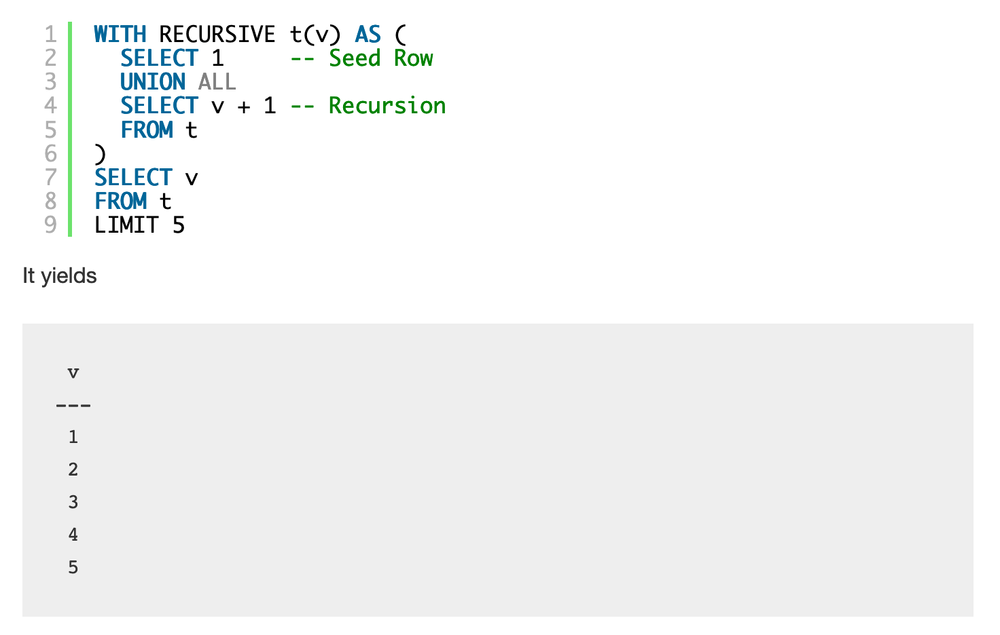 1 WITH RECURSIVE t(v) AS (
2   SELECT 1     -- Seed Row
3   UNION ALL
4   SELECT v + 1 -- Recursion
5   FROM t
6 )
7 SELECT v
8 FROM t
9 LIMIT 5
It yields
v
---
1
2
3
4
5